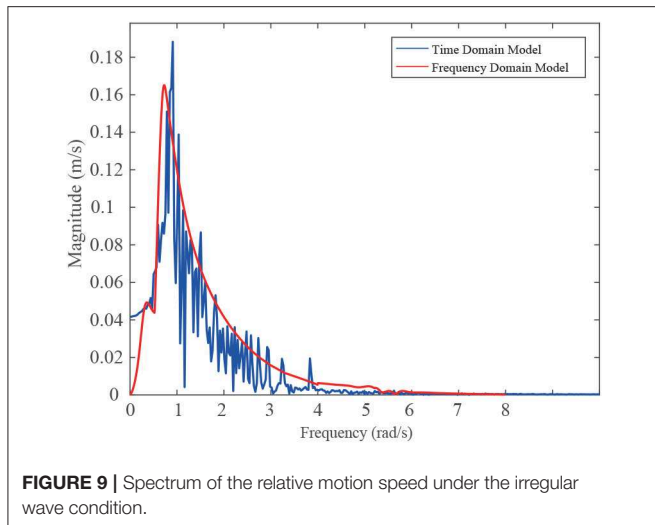 Time Domain Model
Frequency Domain Model
0.18
0.16
0.14
0.12
0.1
0.08
0.06
0.04
0.02
0
Magnitude (m/s)
0 1 2 3 4 5 6 7 8
Frequency (rad/s)
FIGURE 9 | Spectrum of the relative motion speed under the irregular
wave condition.